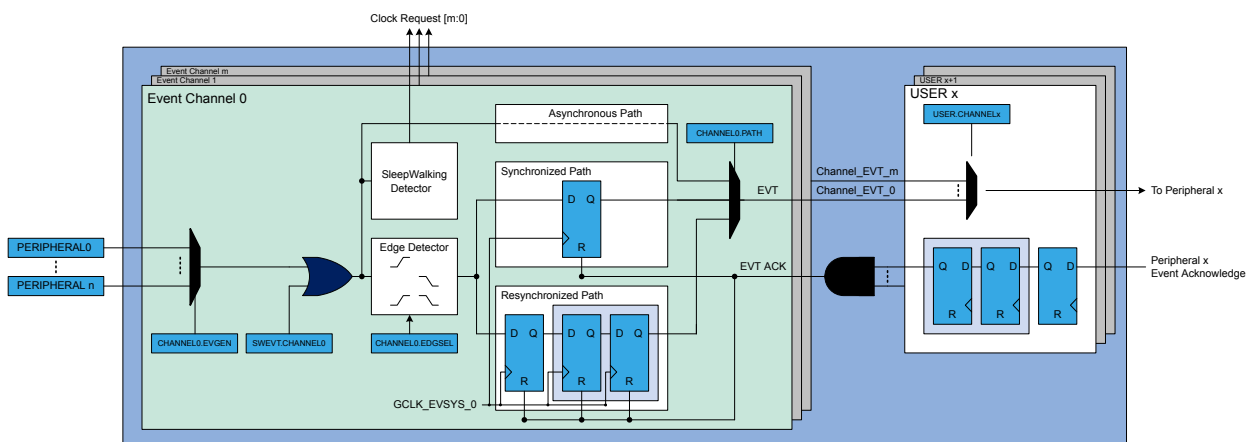 Clock Request [m:0]
Event Channel m
Event Channel 1
Event Channel 0
USER x+1
USER x
Asynchronous Path
USER.CHANNELx
CHANNEL0.PATH
SleepWalking
Detector
Synchronized Path
Channel_EVT_m
EVT
Channel_EVT_0
To Peripheral x
D Q
R
PERIPHERAL0
Edge Detector
PERIPHERAL n
EVT ACK
Peripheral x
Event Acknowledge
Q D Q D Q D
R R R
Resynchronized Path
D Q D Q D Q
R R R
CHANNEL0.EVGEN
SWEVT.CHANNEL0
CHANNEL0.EDGSEL
GCLK_EVSYS_0